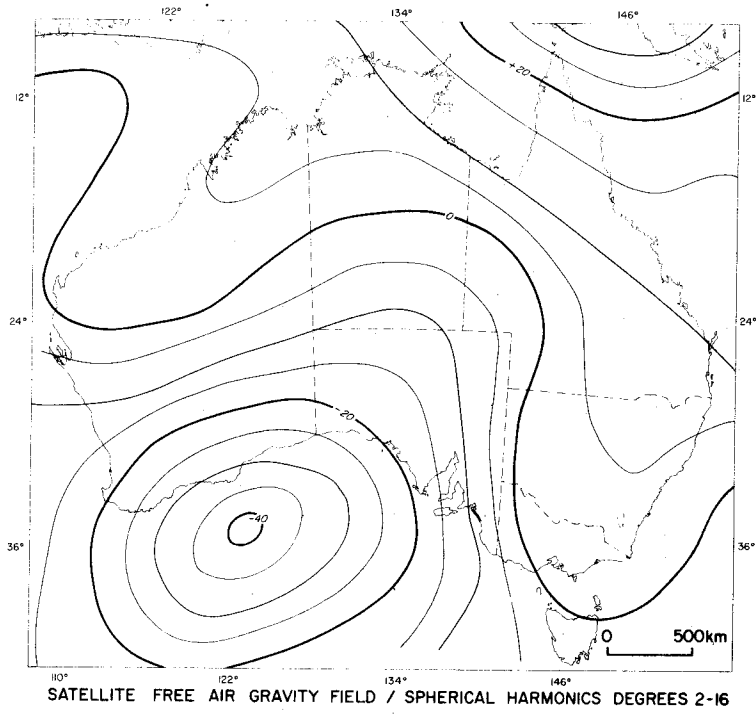 122° 134° 146°
+20
12° 12°
0
24° 24°
-20
-40
36° 36°
0 500km
110° 122° 134° 146°
SATELLITE FREE AIR GRAVITY FIELD / SPHERICAL HARMONICS DEGREES 2-16